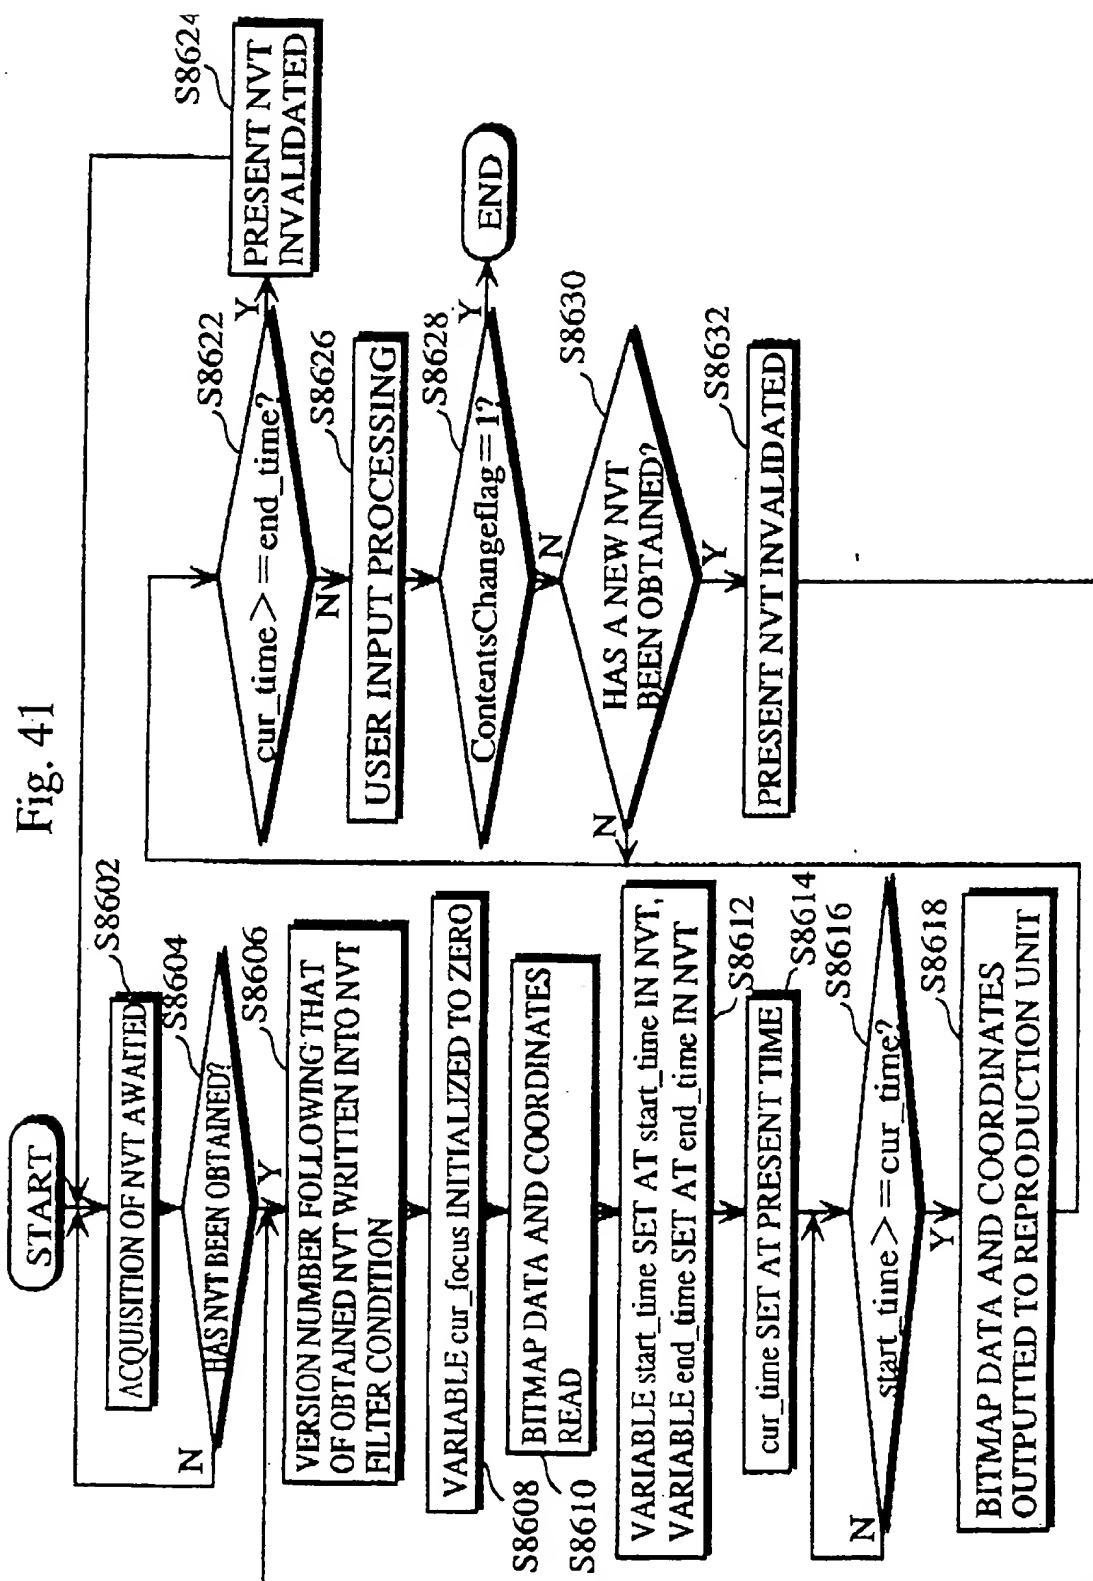 Fig. 41
START
S8602
ACQUISITION OF NVT AWAITED
S8604
HAS NVT BEEN OBTAINED?
N
Y
S8606
VERSION NUMBER FOLLOWING THAT
OF OBTAINED NVT WRITTEN INTO NVT
FILTER CONDITION
VARIABLE cur_focus INITIALIZED TO ZERO
S8608
BITMAP DATA AND COORDINATES
READ
S8610
VARIABLE start_time SET AT start_time IN NVT,
VARIABLE end_time SET AT end_time IN NVT
S8612
cur_time SET AT PRESENT TIME
S8614
S8616
start_time>=cur_time?
N
Y
S8618
BITMAP DATA AND COORDINATES
OUTPUTED TO REPRODUCTION UNIT
S8622
cur_time>=end_time?
Y
N
S8624
PRESENT NVT
INVALIDATED
S8626
USER INPUT PROCESSING
S8628
ContentsChangeflag==1?
Y
END
N
S8630
HAS A NEW NVT
BEEN OBTAINED?
N
Y
S8632
PRESENT NVT INVALIDATED